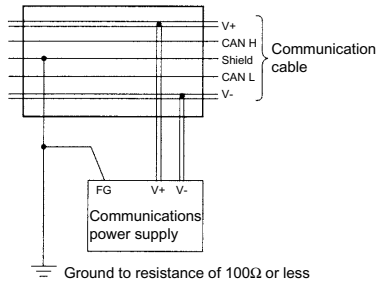 V+
CAN H
Shield
CAN L
V-
Communication
cable
FG V+ V-
Communications
power supply
Ground to resistance of 100Ω or less